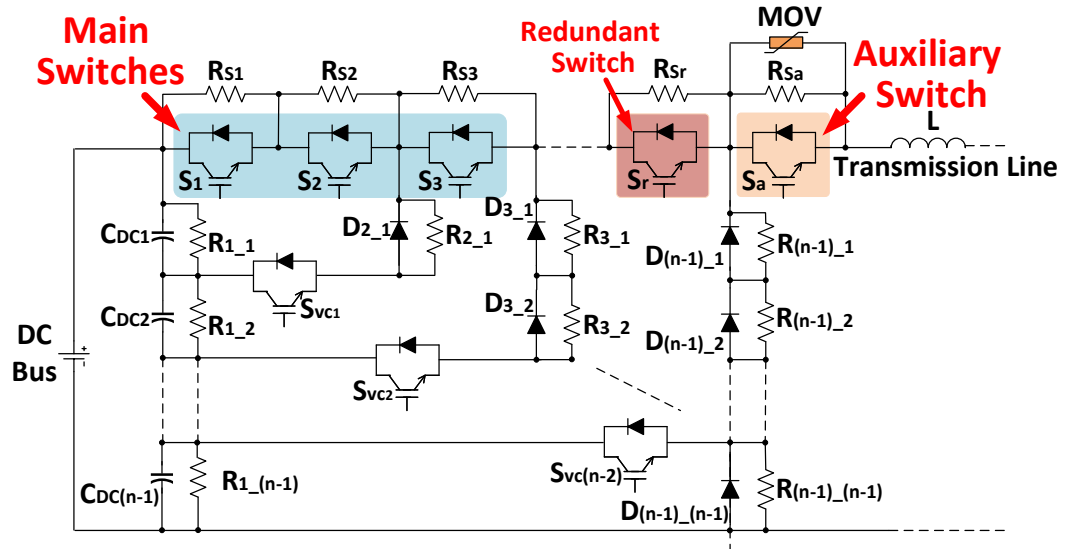 Main
Switches
Redundant
Switch
MOV
Auxiliary
Switch
RS1
RS2
RS3
RSr
RSa
L
Transmission Line
S1
S2
S3
Sr
Sa
CDC1
R1_1
D2_1
R2_1
D3_1
R3_1
D(n-1)_1
R(n-1)_1
SVC1
CDC2
R1_2
D3_2
R3_2
D(n-1)_2
R(n-1)_2
DC
Bus
+
-
SVC2
CDC(n-1)
R1_(n-1)
SVC(n-2)
D(n-1)_(n-1)
R(n-1)_(n-1)